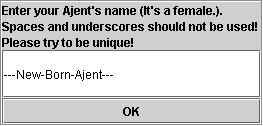 Enter your Ajent's name (It's a female.).
Spaces and underscores should not be used!
Please try to be unique!
---New-Born-Ajent---
OK